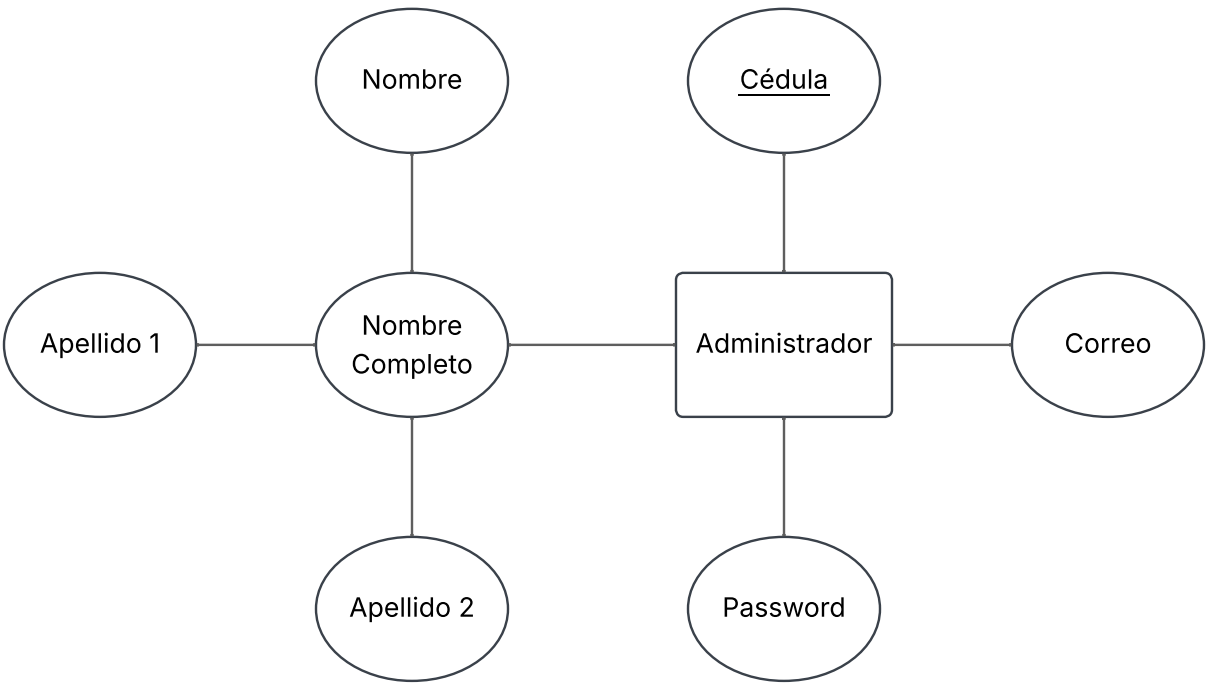 Nombre
Cédula
Apellido 1
Nombre
Completo
Administrador
Correo
Apellido 2
Password